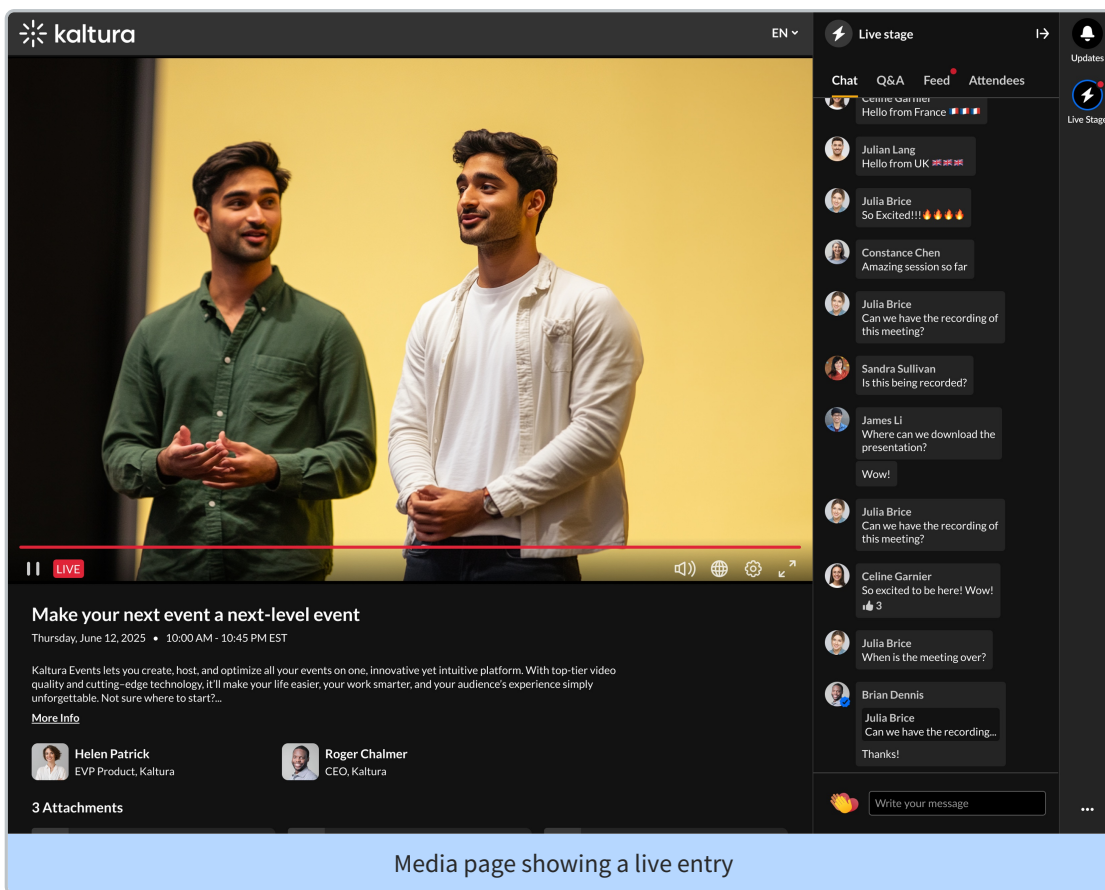 kaltura
EN
Make your next event a next-level event
LIVE
Thursday, June 12, 2025 • 10:00 AM - 10:45 PM EST
Kaltura Events lets you create, host, and optimize all your events on one, innovative yet intuitive platform. With top-tier video
quality and cutting-edge technology, it'll make your life easier, your work smarter, and your audience's experience simply
unforgettable. Not sure where to start?...
More Info
Helen Patrick
EVP Product, Kaltura
Roger Chalmer
CEO, Kaltura
3 Attachments
Live stage
Chat Q&A Feed Attendees
Celine Garnier
Hello from France 🇫🇷🇫🇷🇫🇷
Julian Lang
Hello from UK 🇬🇧🇬🇧🇬🇧
Julia Brice
So Excited!!!🔥🔥🔥🔥
Constance Chen
Amazing session so far
Julia Brice
Can we have the recording of
this meeting?
Sandra Sullivan
Is this being recorded?
James Li
Where can we download the
presentation?
Wow!
Julia Brice
Can we have the recording of
this meeting?
Celine Garnier
So excited to be here! Wow!
👍 3
Julia Brice
When is the meeting over?
Brian Dennis
Julia Brice
Can we have the recording...
Thanks!
Write your message
Updates
Live Stage
Media page showing a live entry